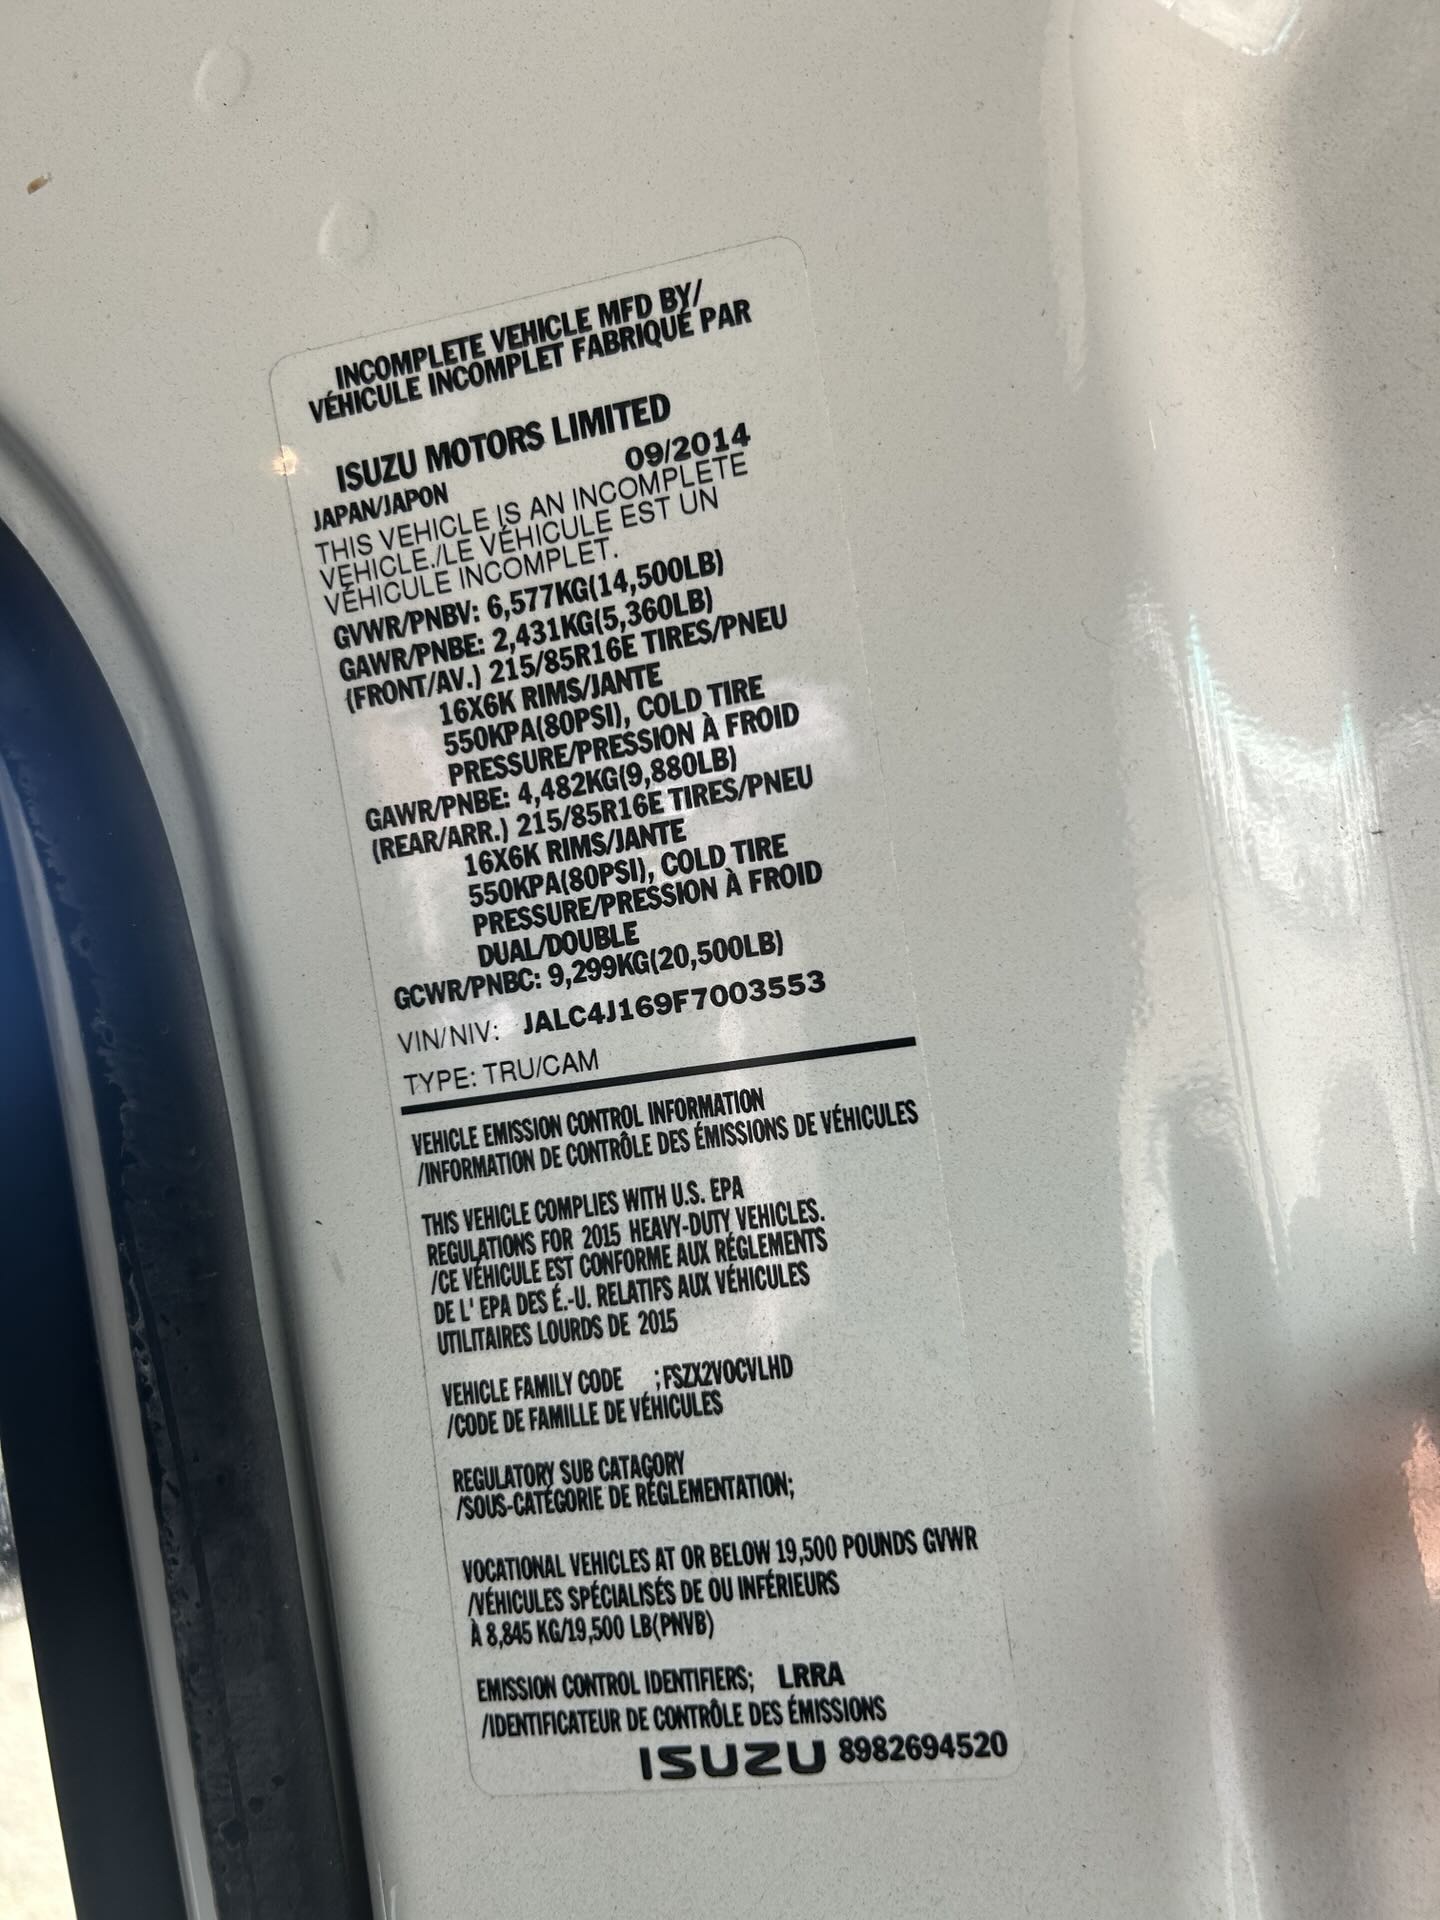 INCOMPLETE VEHICLE MFD BY/
VÉHICULE INCOMPLET FABRIQUÉ PAR
ISUZU MOTORS LIMITED
JAPAN/JAPON 09/2014
THIS VEHICLE IS AN INCOMPLETE
VEHICLE./LE VÉHICULE EST UN
VÉHICULE INCOMPLET.
GVWR/PNBV: 6,577KG(14,500LB)
GAWR/PNBE: 2,431KG(5,360LB)
(FRONT/AV.) 215/85R16E TIRES/PNEU
16X6K RIMS/JANTE
550KPA(80PSI), COLD TIRE
PRESSURE/PRESSION À FROID
GAWR/PNBE: 4,482KG(9,880LB)
(REAR/ARR.) 215/85R16E TIRES/PNEU
16X6K RIMS/JANTE
550KPA(80PSI), COLD TIRE
PRESSURE/PRESSION À FROID
DUAL/DOUBLE
GCWR/PNBC: 9,299KG(20,500LB)
VIN/NIV: JALC4J169F7003553
TYPE: TRU/CAM
VEHICLE EMISSION CONTROL INFORMATION
/INFORMATION DE CONTRÔLE DES ÉMISSIONS DE VÉHICULES
THIS VEHICLE COMPLIES WITH U.S. EPA
REGULATIONS FOR 2015 HEAVY-DUTY VEHICLES.
/CE VÉHICULE EST CONFORME AUX RÉGLEMENTS
DE L' EPA DES É.-U. RELATIFS AUX VÉHICULES
UTILITAIRES LOURDS DE 2015
VEHICLE FAMILY CODE ;FSZX2VOCVLHD
/CODE DE FAMILLE DE VÉHICULES
REGULATORY SUB CATAGORY
/SOUS-CATÉGORIE DE RÉGLEMENTATION;
VOCATIONAL VEHICLES AT OR BELOW 19,500 POUNDS GVWR
/VÉHICULES SPÉCIALISÉS DE OU INFÉRIEURS
À 8,845 KG/19,500 LB(PNVB)
EMISSION CONTROL IDENTIFIERS; LRRA
/IDENTIFICATEUR DE CONTRÔLE DES ÉMISSIONS
ISUZU 8982694520